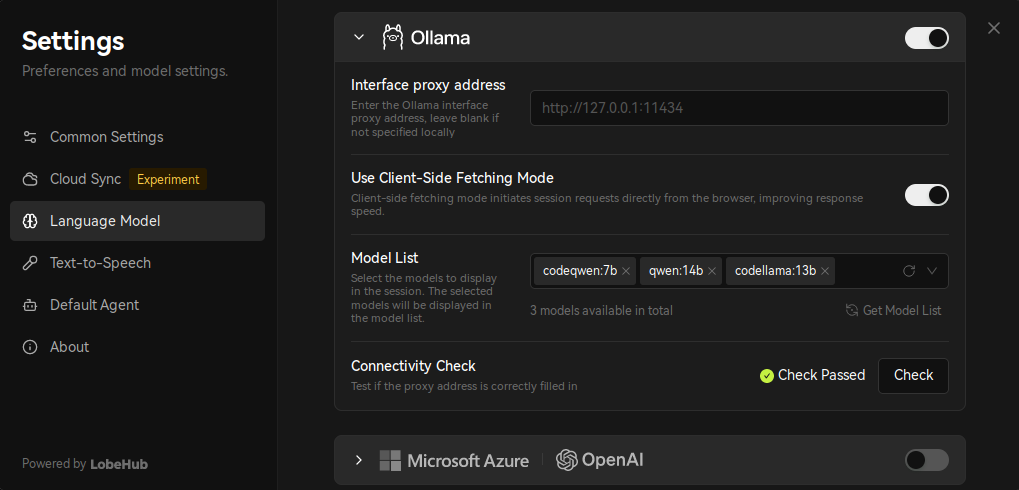 Settings
Preferences and model settings.
Common Settings
Cloud Sync Experiment
Language Model
Text-to-Speech
Default Agent
About
Powered by LobeHub
Ollama
Interface proxy address
Enter the Ollama interface
proxy address, leave blank if
not specified locally
http://127.0.0.1:11434
Use Client-Side Fetching Mode
Client-side fetching mode initiates session requests directly from the browser, improving response
speed.
Model List
Select the models to display
in the session. The selected
models will be displayed in
the model list.
codeqwen:7b qwen:14b codellama:13b
3 models available in total
Get Model List
Connectivity Check
Test if the proxy address is correctly filled in
Check Passed
Check
Microsoft Azure
OpenAI